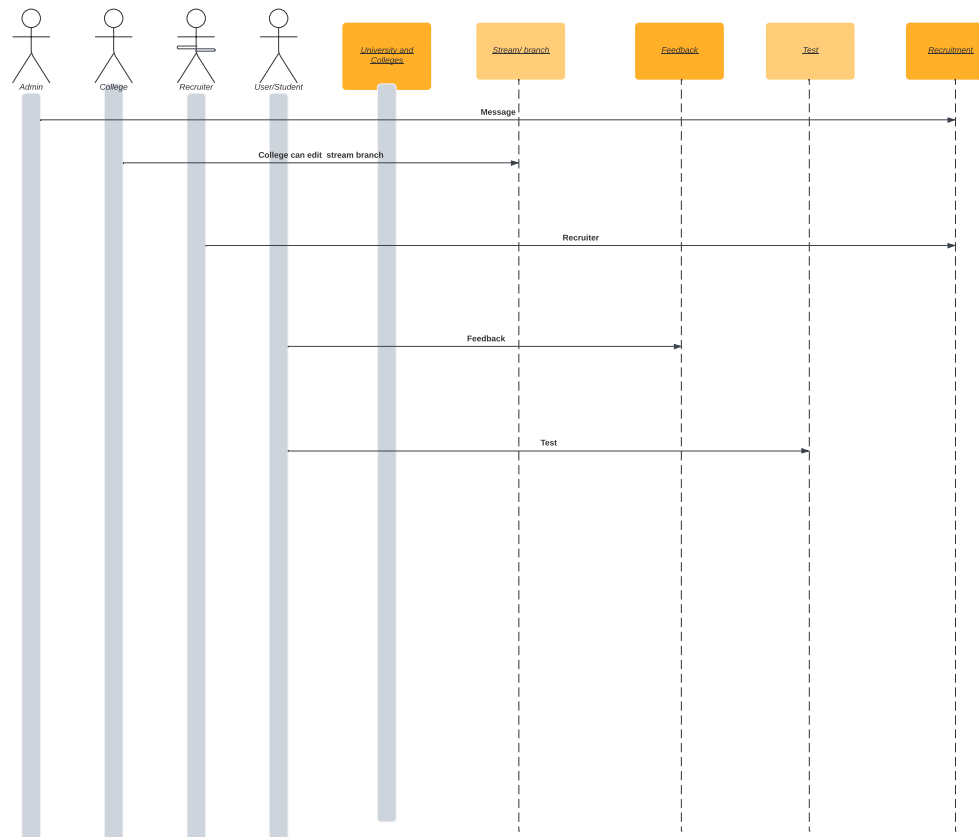 Admin
College
Recruiter
User/Student
University and
Colleges
Stream/ branch
Feedback
Test
Recruitment
Message
College can edit  stream branch
Recruiter
Feedback
Test